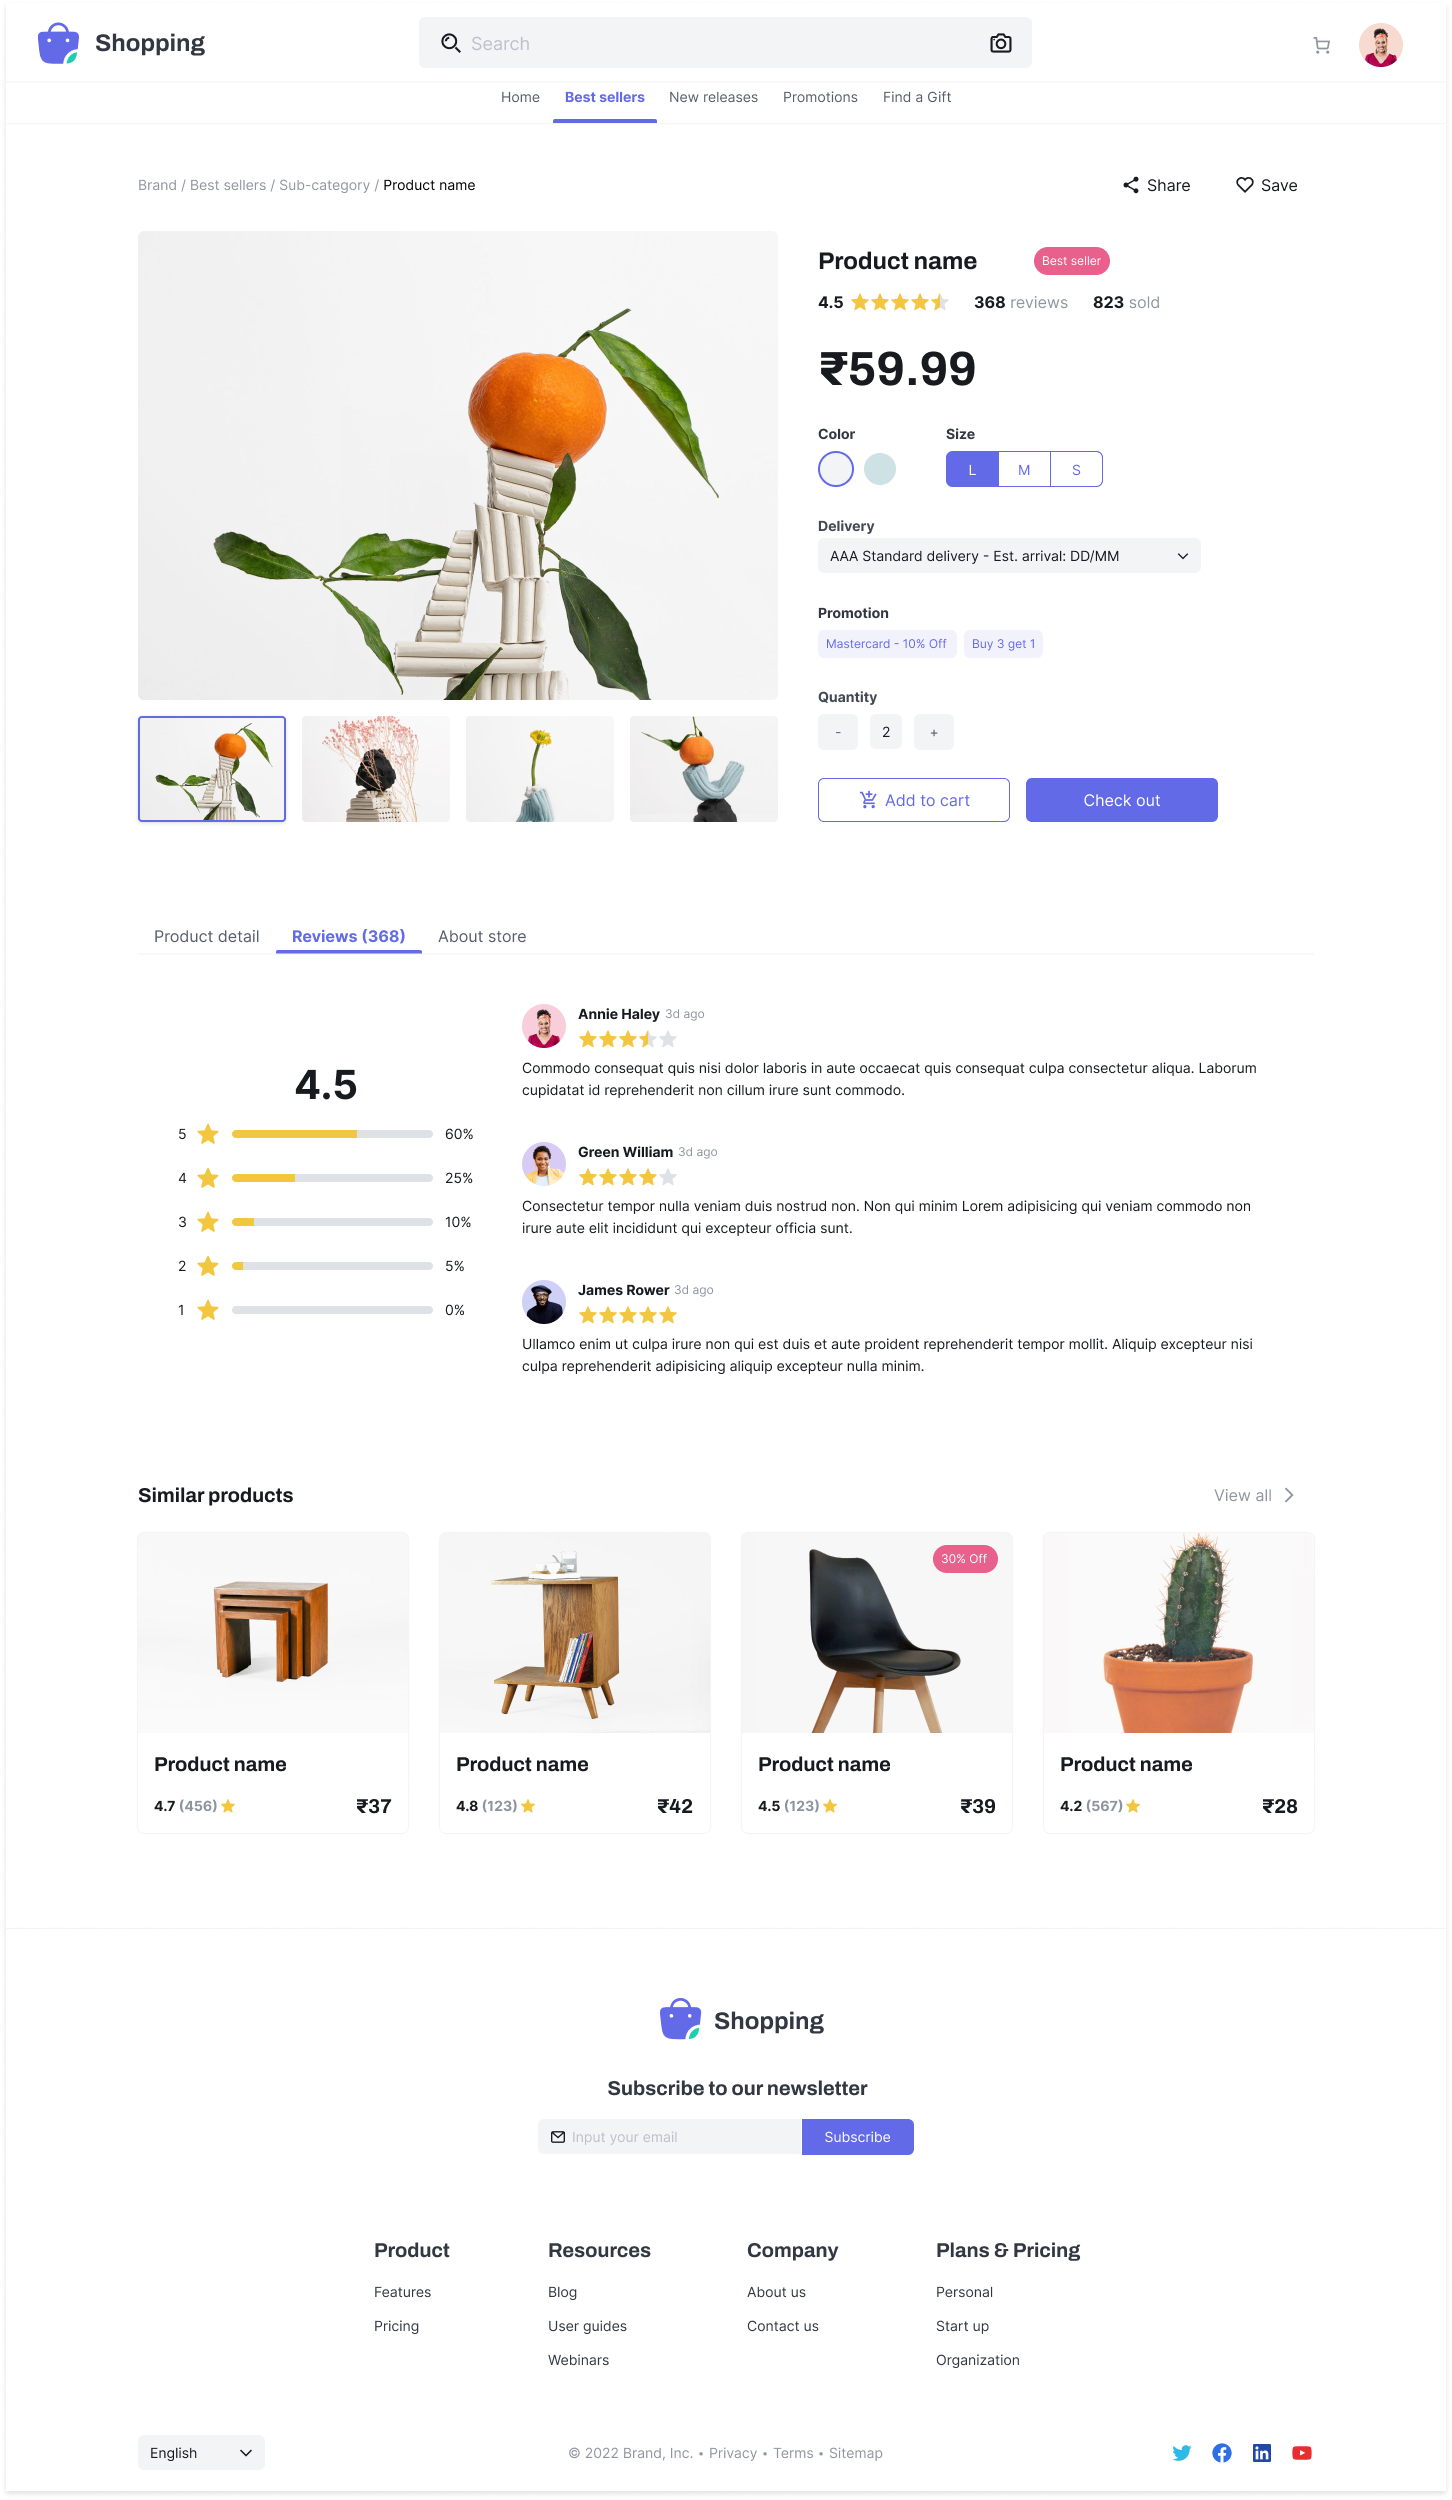 Shopping
Search
Home Best sellers New releases Promotions Find a Gift
Brand / Best sellers / Sub-category / Product name
Share Save
Product name Best seller
4.5 368 reviews 823 sold
₹59.99
Color Size
L M S
Delivery
AAA Standard delivery - Est. arrival: DD/MM
Promotion
Mastercard - 10% Off Buy 3 get 1
Quantity
- 2 +
Add to cart Check out
Product detail Reviews (368) About store
4.5
5 60%
4 25%
3 10%
2 5%
1 0%
Annie Haley 3d ago
Commodo consequat quis nisi dolor laboris in aute occaecat quis consequat culpa consectetur aliqua. Laborum
cupidatat id reprehenderit non cillum irure sunt commodo.
Green William 3d ago
Consectetur tempor nulla veniam duis nostrud non. Non qui minim Lorem adipisicing qui veniam commodo non
irure aute elit incididunt qui excepteur officia sunt.
James Rower 3d ago
Ullamco enim ut culpa irure non qui est duis et aute proident reprehenderit tempor mollit. Aliquip excepteur nisi
culpa reprehenderit adipisicing aliquip excepteur nulla minim.
Similar products View all
30% Off
Product name Product name Product name Product name
4.7 (456) ₹37 4.8 (123) ₹42 4.5 (123) ₹39 4.2 (567) ₹28
Shopping
Subscribe to our newsletter
Input your email Subscribe
Product Resources Company Plans & Pricing
Features Blog About us Personal
Pricing User guides Contact us Start up
Webinars Organization
English © 2022 Brand, Inc. • Privacy • Terms • Sitemap